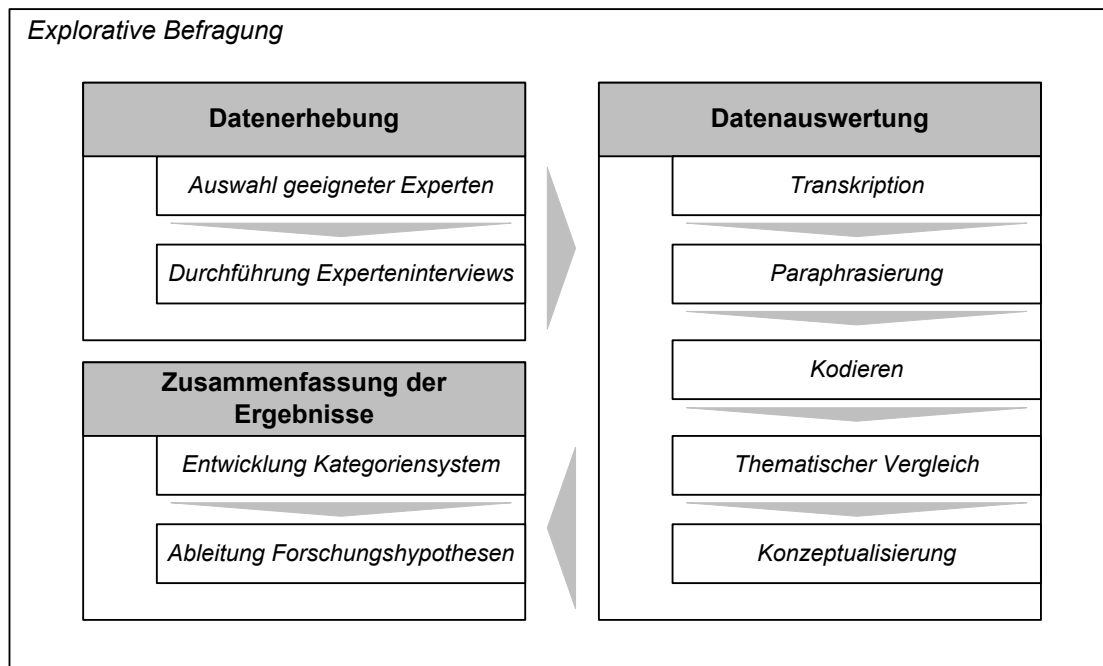 Explorative Befragung
Datenerhebung
Auswahl geeigneter Experten
Durchführung Experteninterviews
Datenauswertung
Transkription
Paraphrasierung
Kodieren
Thematischer Vergleich
Konzeptualisierung
Zusammenfassung der
Ergebnisse
Entwicklung Kategoriensystem
Ableitung Forschungshypothesen